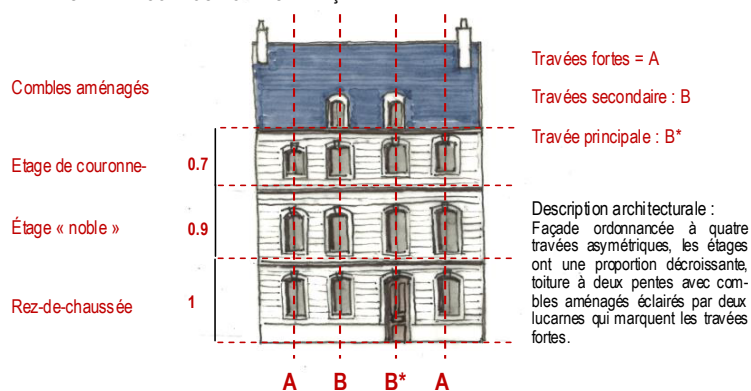 Combles aménagés
Etage de couronne-
0.7
Étage « noble »
0.9
Rez-de-chaussée
1
A B B* A
Travées fortes = A
Travées secondaire : B
Travée principale : B*
Description architecturale :
Façade ordonnancée à quatre
travées asymétriques, les étages
ont une proportion décroissante,
toiture à deux pentes avec com-
bles aménagés éclairés par deux
lucarnes qui marquent les travées
fortes.